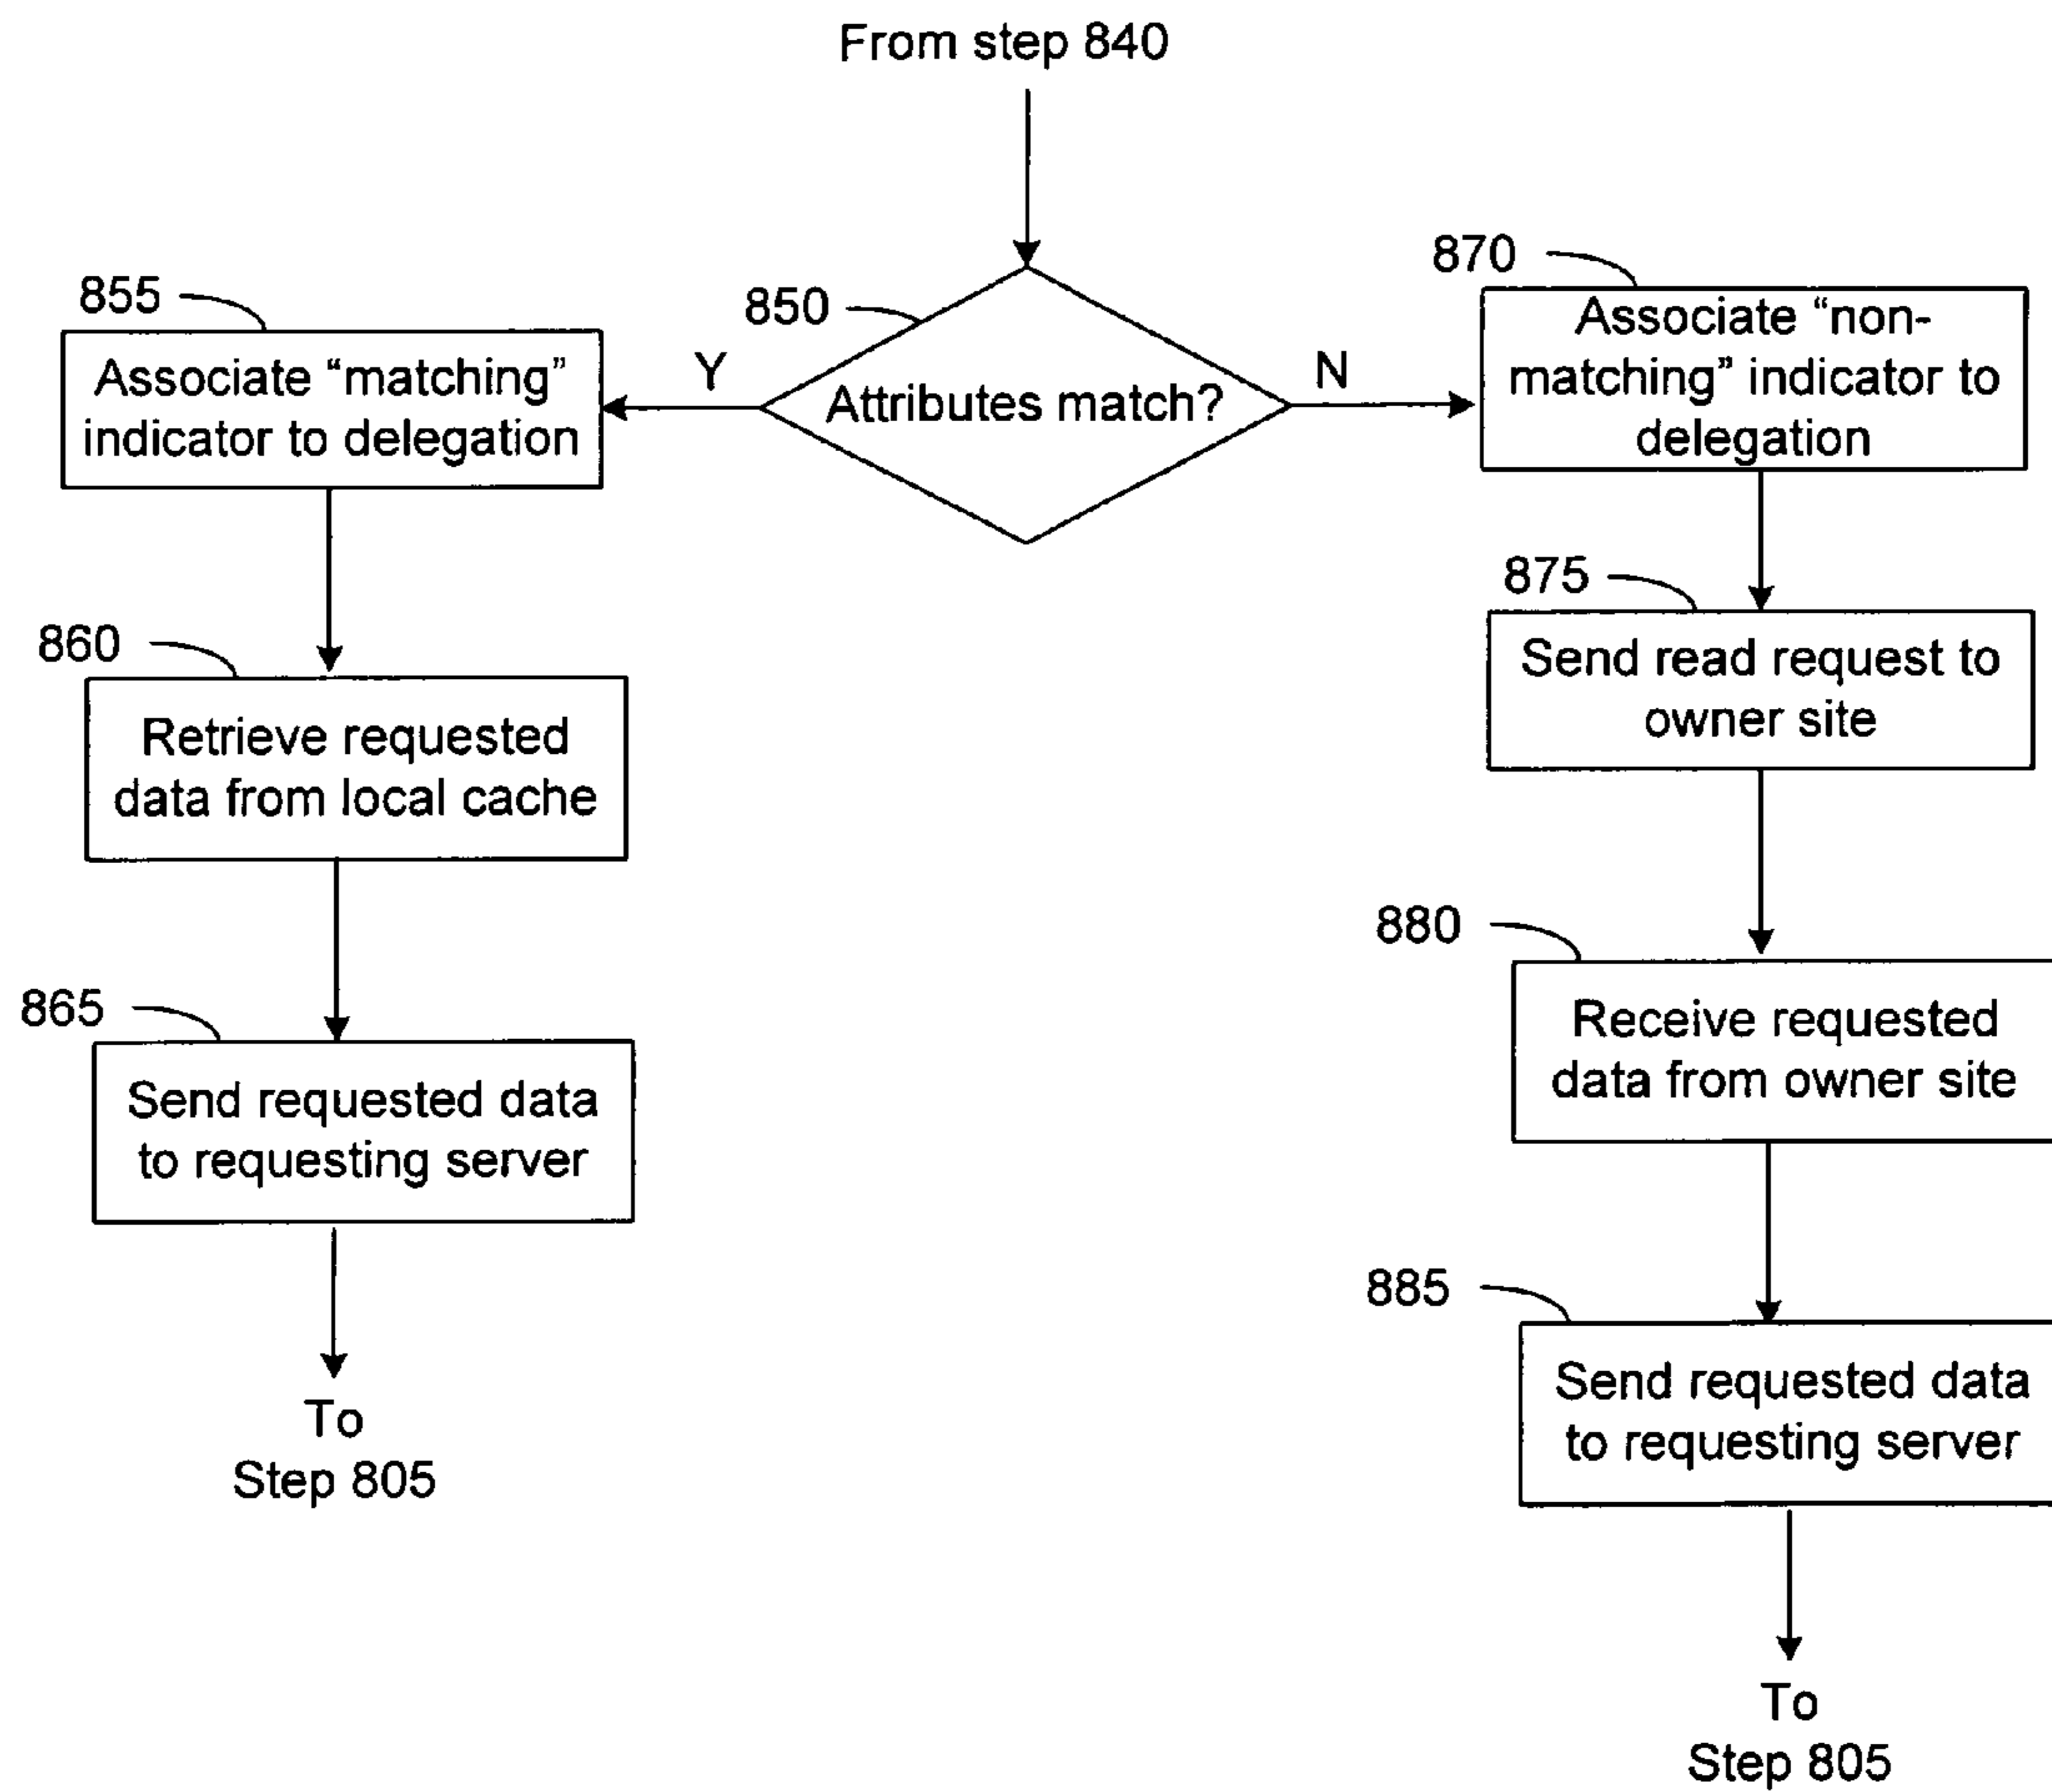 From step 840
850
Attributes match?
Y
N
855
Associate “matching”
indicator to delegation
860
Retrieve requested
data from local cache
865
Send requested data
to requesting server
To
Step 805
870
Associate “non-
matching” indicator to
delegation
875
Send read request to
owner site
880
Receive requested
data from owner site
885
Send requested data
to requesting server
To
Step 805